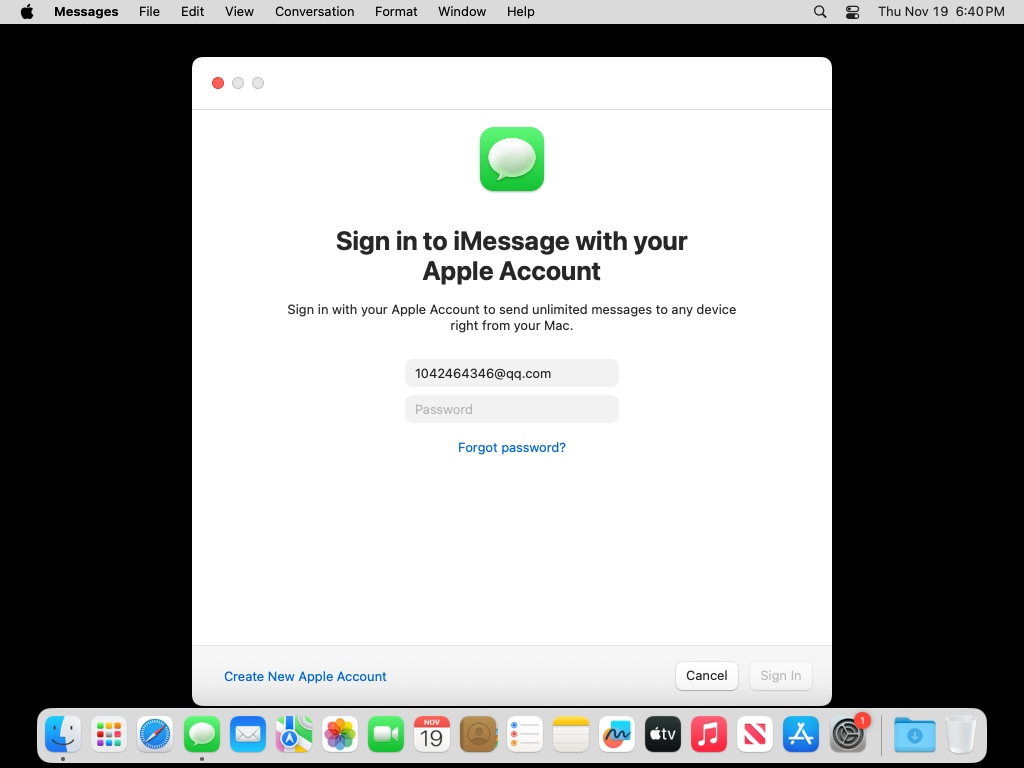 Messages File Edit View Conversation Format Window Help Thu Nov 19 6:40 PM
Sign in to iMessage with your
Apple Account
Sign in with your Apple Account to send unlimited messages to any device
right from your Mac.
1042464346@qq.com
Password
Forgot password?
Create New Apple Account
Cancel
Sign In
NOV
19
tv
1